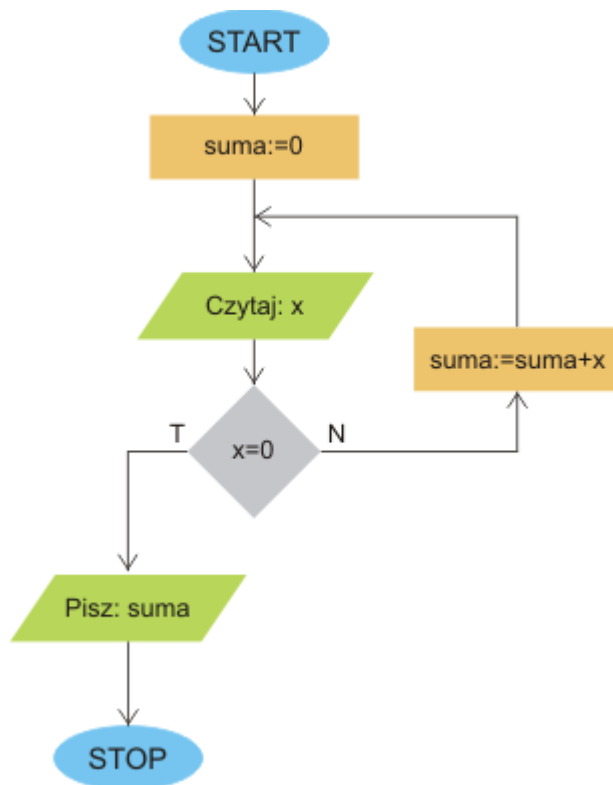 START
suma:=0
Czytaj: x
suma:=suma+x
T
x=0
N
Pisz: suma
STOP